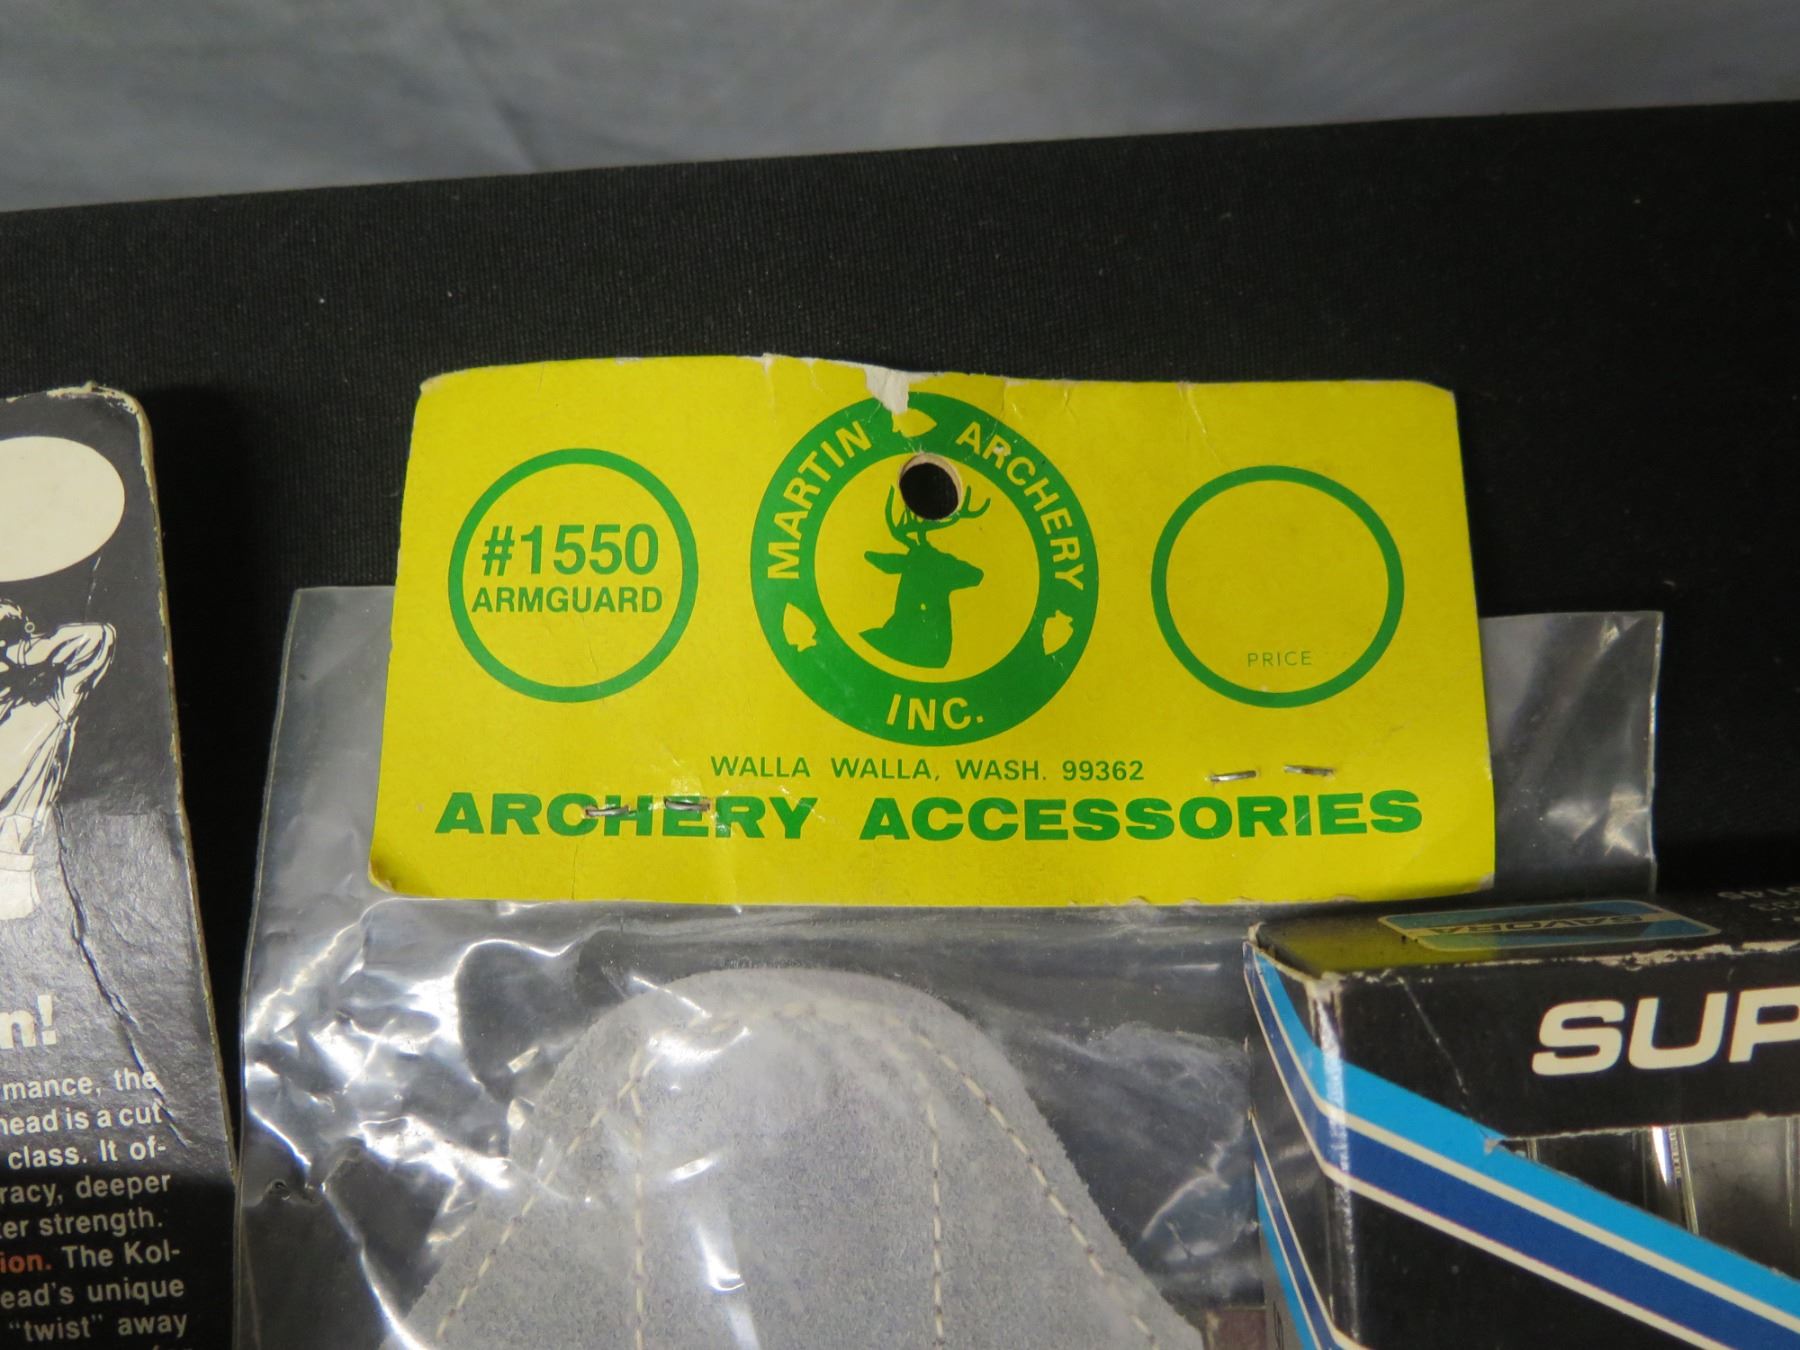 #1550
ARMGUARD
MARTIN ARCHERY
INC.
PRICE
WALLA WALLA, WASH. 99362
ARCHERY ACCESSORIES
SAVORA
SUP
n!
mance, the
head is a cut
class. It of-
racy, deeper
ter strength.
ion. The Kol-
ead's unique
"twist" away